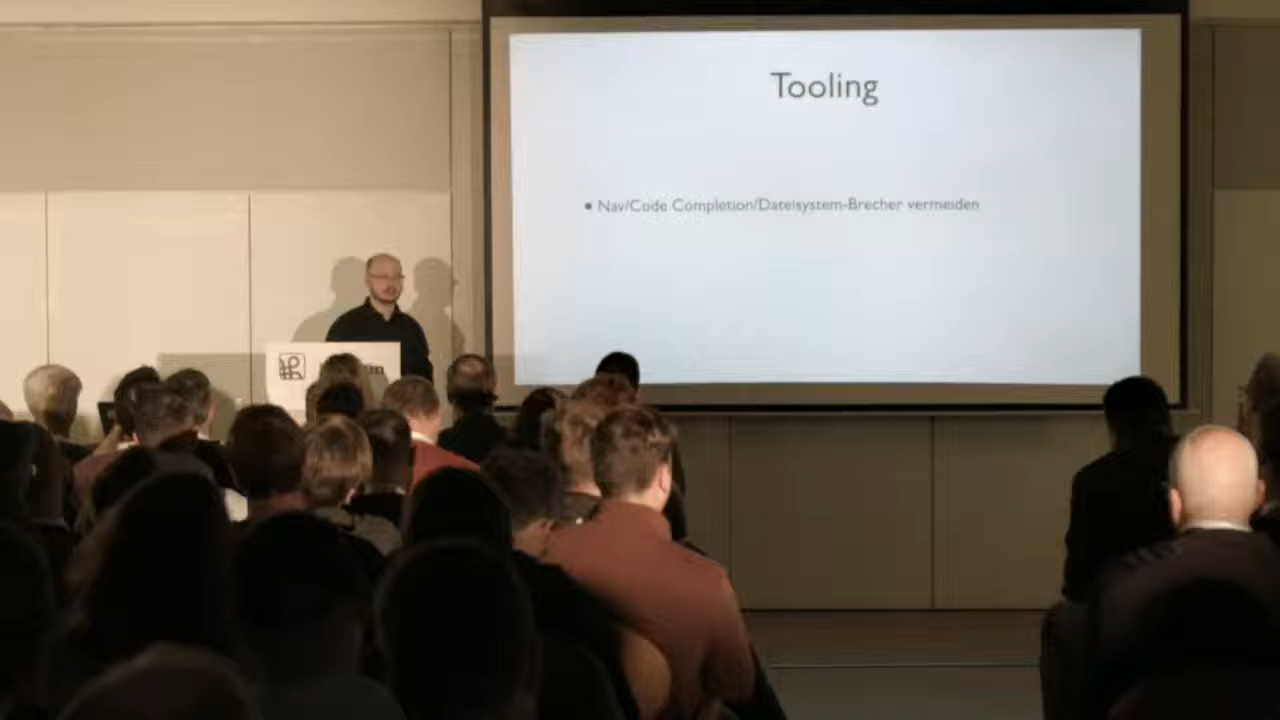 Tooling
• Nav/Code Completion/Dateisystem-Brecher vermeiden